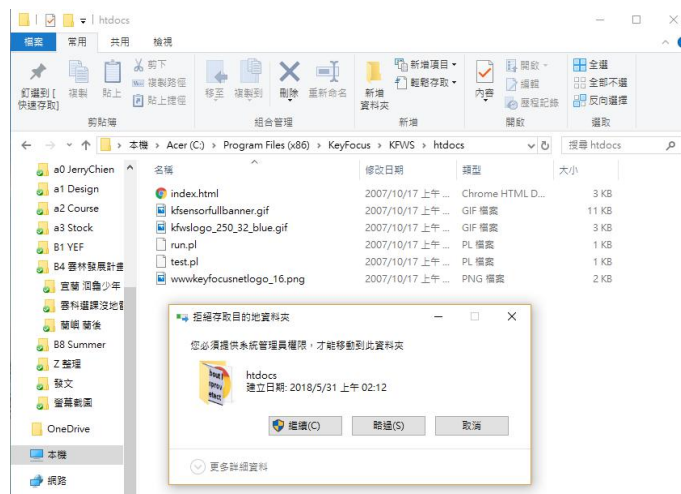 htdocs
檔案 常用 共用 檢視
釘選到 [快速存取] 複製 貼上 剪下 複製路徑 貼上捷徑 移至 複製到 刪除 重新命名 新增資料夾 新增項目 輕鬆存取 內容 開啟 編輯 歷程記錄 全選 全部不選 反向選擇
剪貼簿 組合管理 新增 開啟 選取
本機 > Acer (C:) > Program Files (x86) > KeyFocus > KFWS > htdocs 搜尋 htdocs
名稱 修改日期 類型 大小
a0 JerryChien
a1 Design
a2 Course
a3 Stock
B1 YEF
B4 雲林發展計畫
宜蘭 個魯少年
雲科選課沒地
蘭嶼 蘭後
B8 Summer
Z 整理
發文
螢幕截圖
OneDrive
本機
網路
index.html 2007/10/17 上午 ... Chrome HTML D... 3 KB
kfsensorfullbanner.gif 2007/10/17 上午 ... GIF 檔案 11 KB
kfwslogo_250_32_blue.gif 2007/10/17 上午 ... GIF 檔案 3 KB
run.pl 2007/10/17 上午 ... PL 檔案 1 KB
test.pl 2007/10/17 上午 ... PL 檔案 1 KB
wwwkeyfocusnetlogo_16.png 2007/10/17 上午 ... PNG 檔案 2 KB
拒絕存取目的地資料夾
您必須提供系統管理員權限，才能移動到此資料夾
htdocs
建立日期: 2018/5/31 上午 02:12
繼續(C) 略過(S) 取消
更多詳細資料